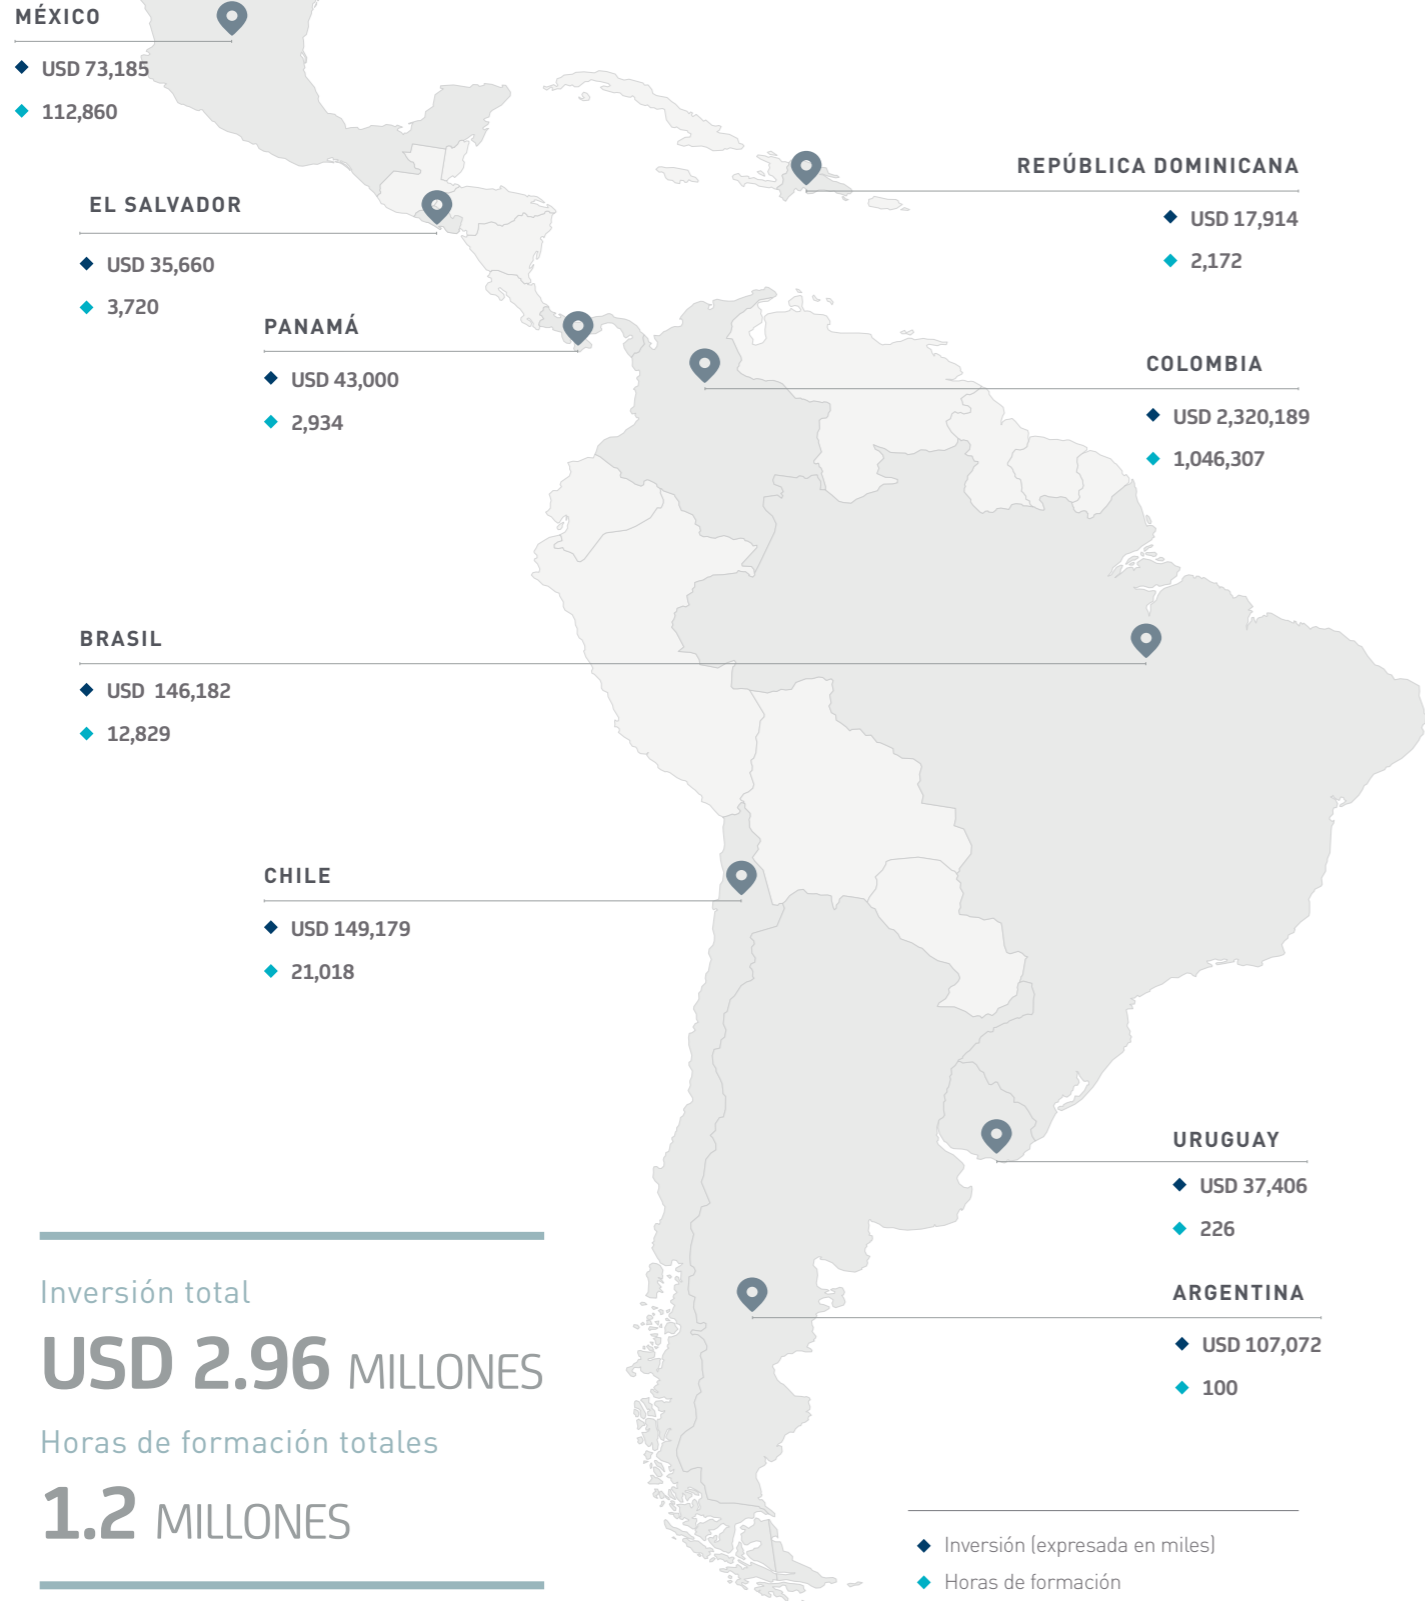 MÉXICO
USD 73,185
112,860
REPÚBLICA DOMINICANA
USD 17,914
2,172
EL SALVADOR
USD 35,660
3,720
PANAMÁ
USD 43,000
2,934
COLOMBIA
USD 2,320,189
1,046,307
BRASIL
USD 146,182
12,829
CHILE
USD 149,179
21,018
URUGUAY
USD 37,406
226
ARGENTINA
USD 107,072
100
Inversión total
USD 2.96 MILLONES
Horas de formación totales
1.2 MILLONES
Inversión (expresada en miles)
Horas de formación